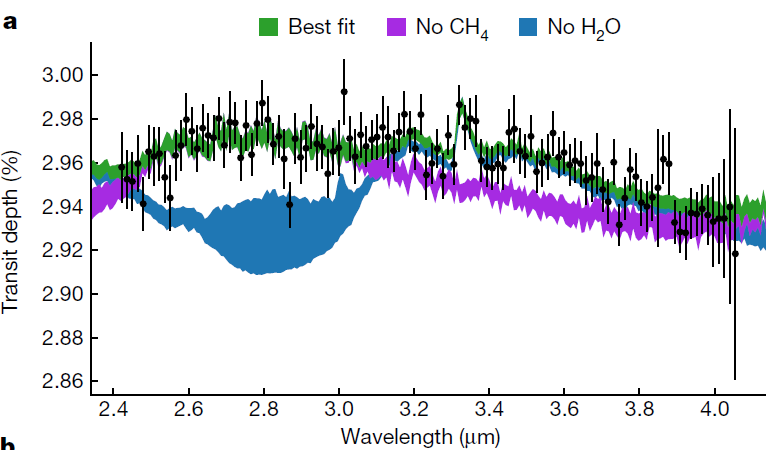 a
Best fit No CH4 No H2O
3.00
2.98
2.96
2.94
2.92
2.90
2.88
2.86
Transit depth (%)
2.4 2.6 2.8 3.0 3.2 3.4 3.6 3.8 4.0
Wavelength (μm)